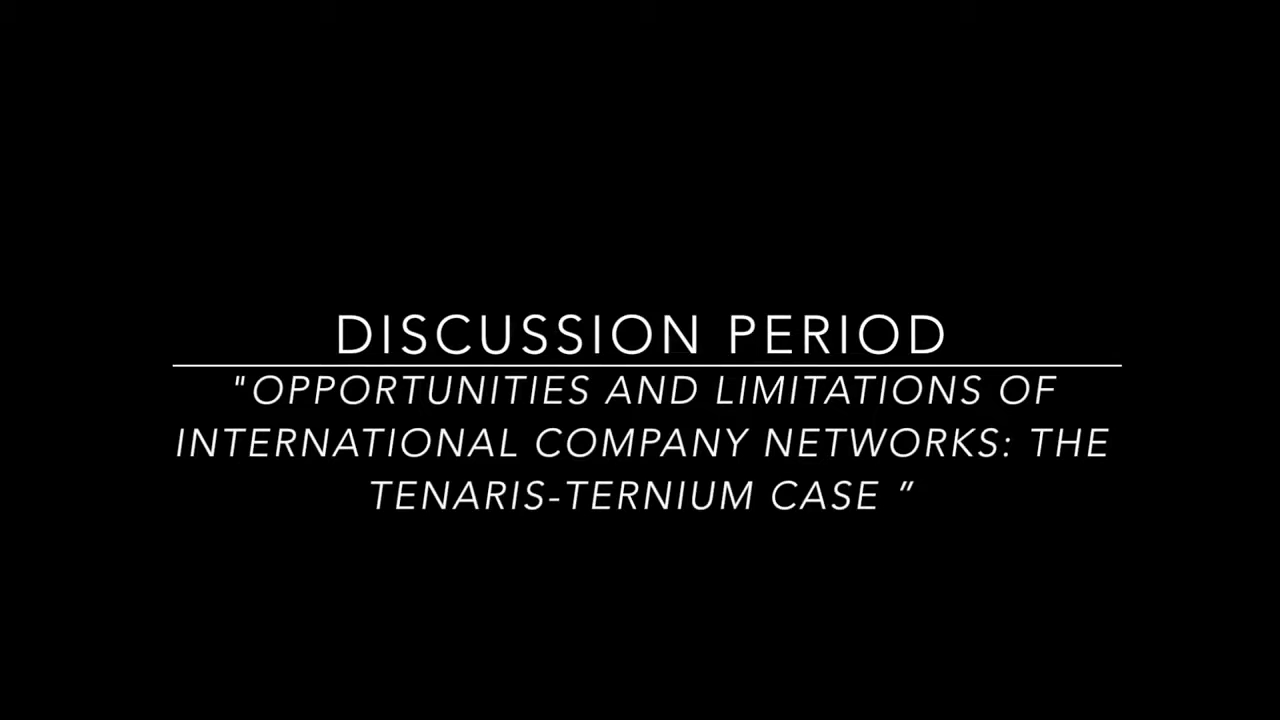 DISCUSSION PERIOD
"OPPORTUNITIES AND LIMITATIONS OF
INTERNATIONAL COMPANY NETWORKS: THE
TENARIS-TERNIUM CASE ”